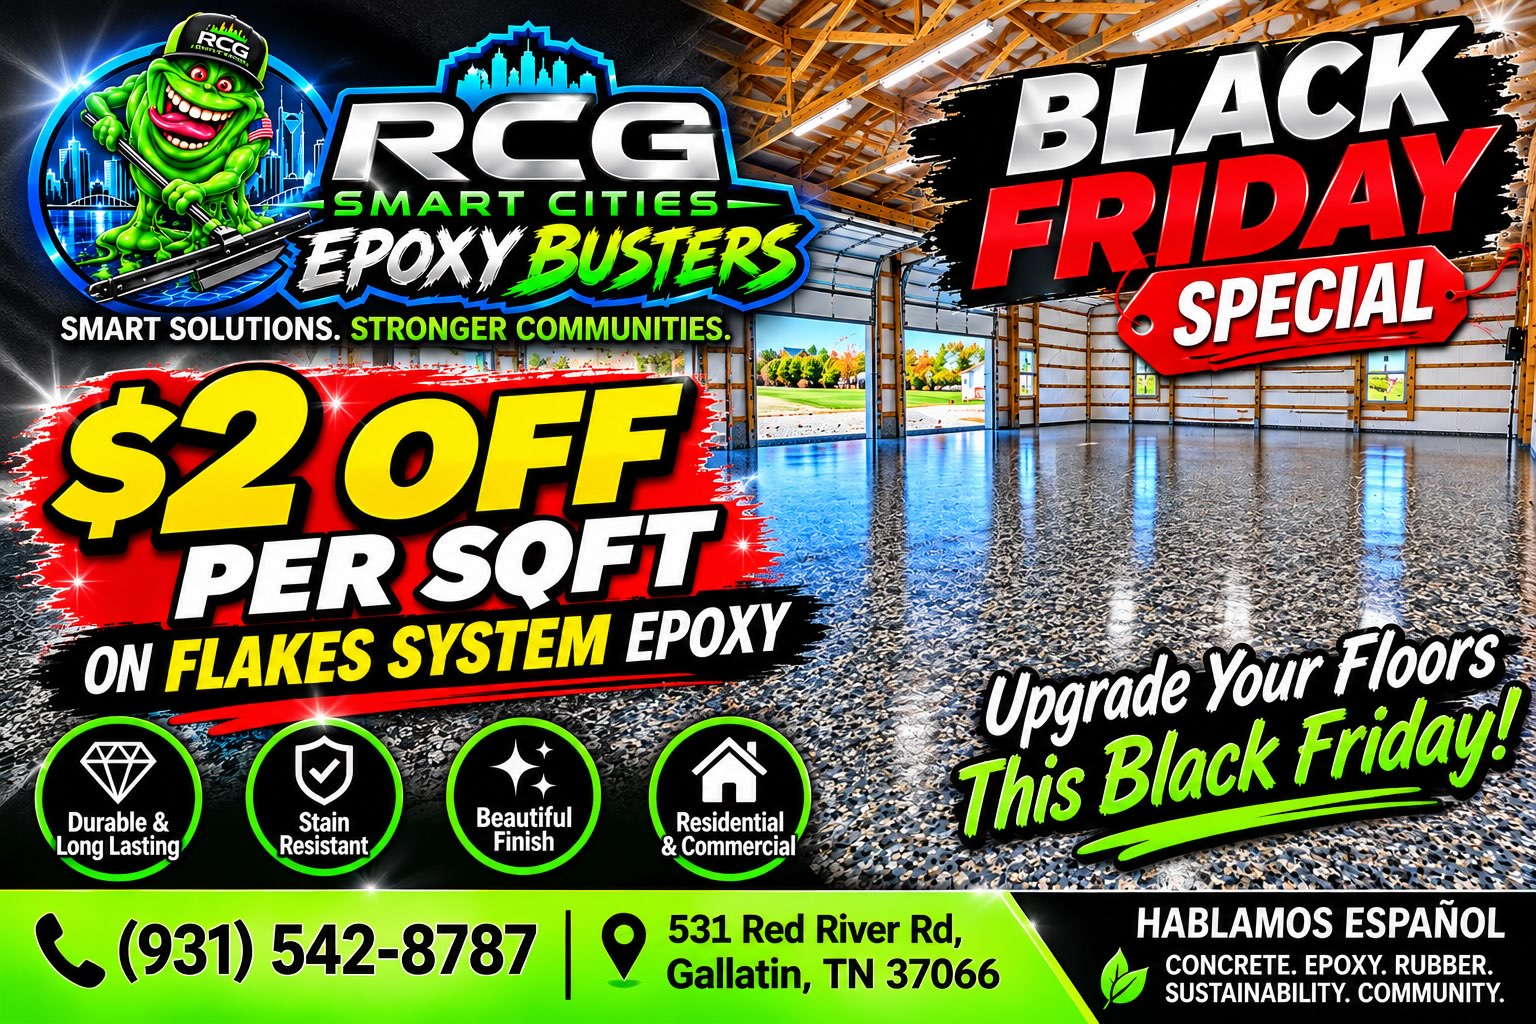 RCG
RCG
SMART CITIES
EPOXY BUSTERS
SMART SOLUTIONS. STRONGER COMMUNITIES.
BLACK
FRIDAY
SPECIAL
$2 OFF
PER SQFT
ON FLAKES SYSTEM EPOXY
Upgrade Your Floors
This Black Friday!
Durable &
Long Lasting
Stain
Resistant
Beautiful
Finish
Residential
& Commercial
(931) 542-8787
531 Red River Rd,
Gallatin, TN 37066
HABLAMOS ESPAÑOL
CONCRETE. EPOXY. RUBBER.
SUSTAINABILITY. COMMUNITY.